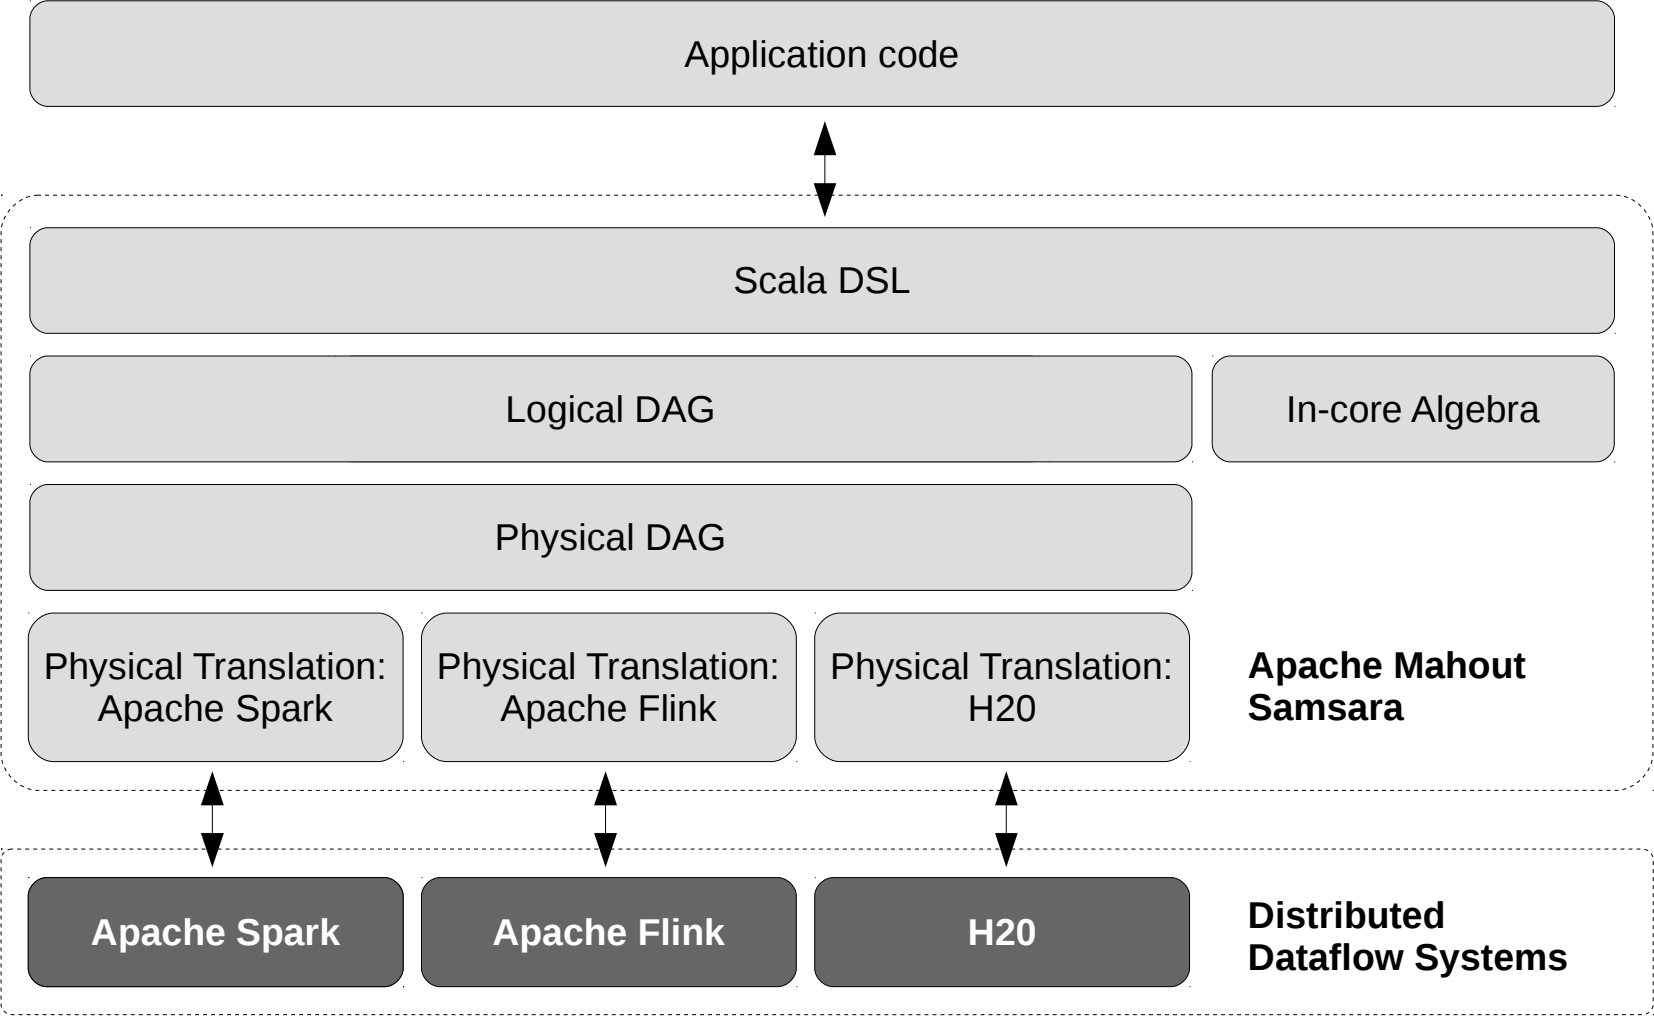 Application code
Scala DSL
Logical DAG
In-core Algebra
Physical DAG
Physical Translation:
Apache Spark
Physical Translation:
Apache Flink
Physical Translation:
H20
Apache Mahout
Samsara
Apache Spark
Apache Flink
H20
Distributed
Dataflow Systems